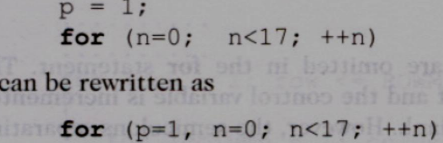 p = 1;
for (n=0; n<17; ++n)
can be rewritten as
for (p=1, n=0; n<17; ++n)